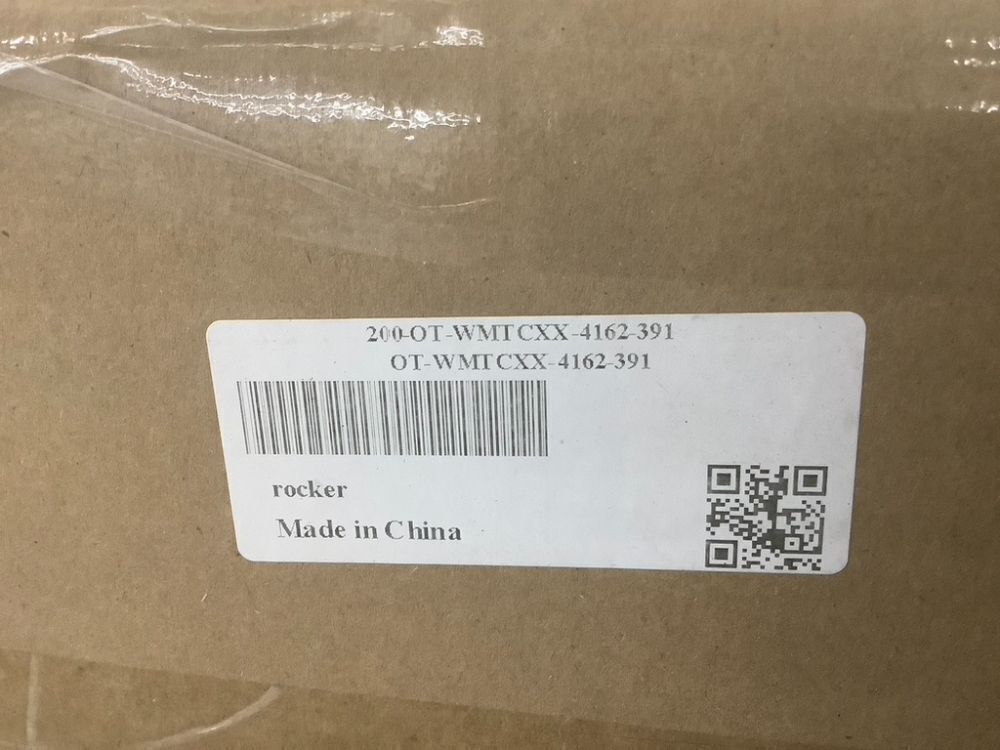 200-OT-WMTCXX-4162-391
OT-WMTCXX-4162-391
rocker
Made in China